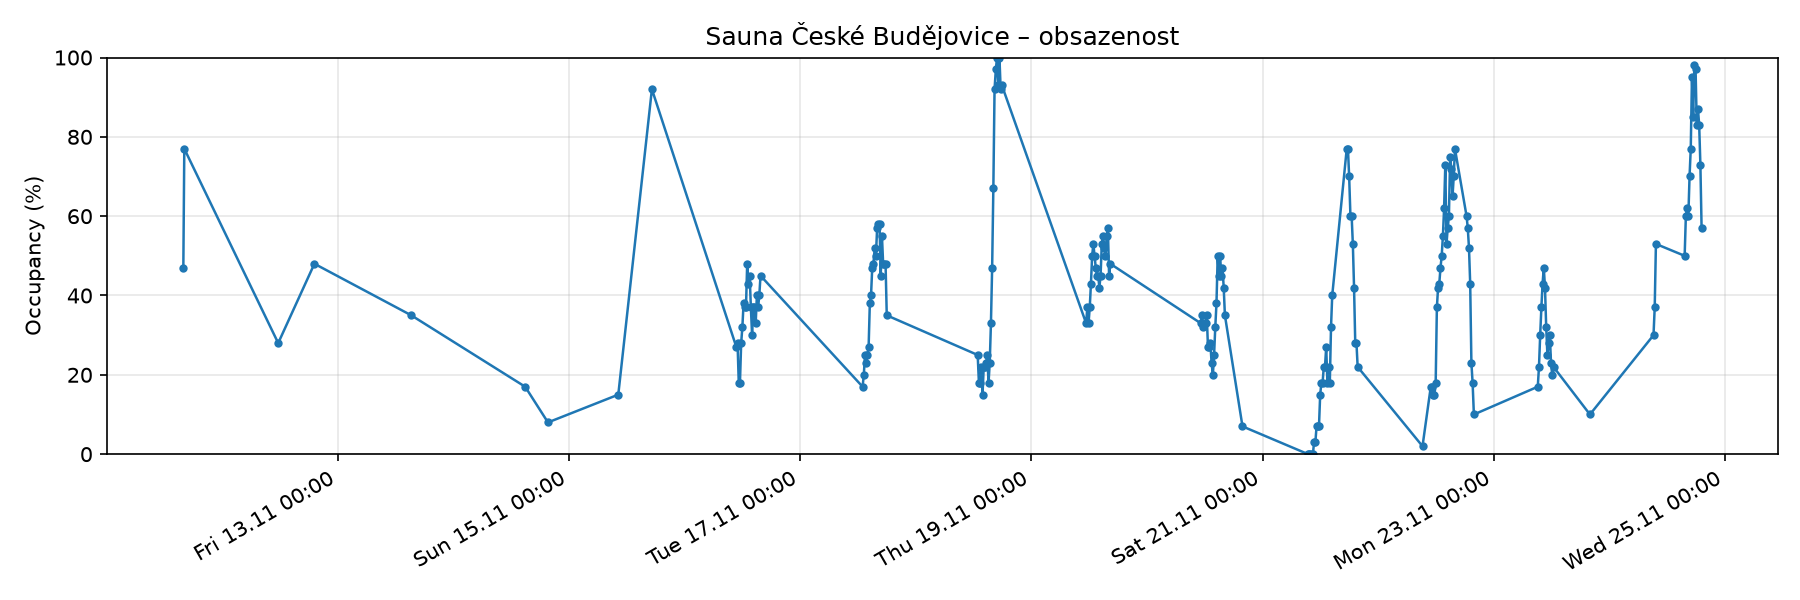 Sauna České Budějovice – obsazenost
Occupancy (%)
100
80
60
40
20
0
Fri 13.11 00:00
Sun 15.11 00:00
Tue 17.11 00:00
Thu 19.11 00:00
Sat 21.11 00:00
Mon 23.11 00:00
Wed 25.11 00:00